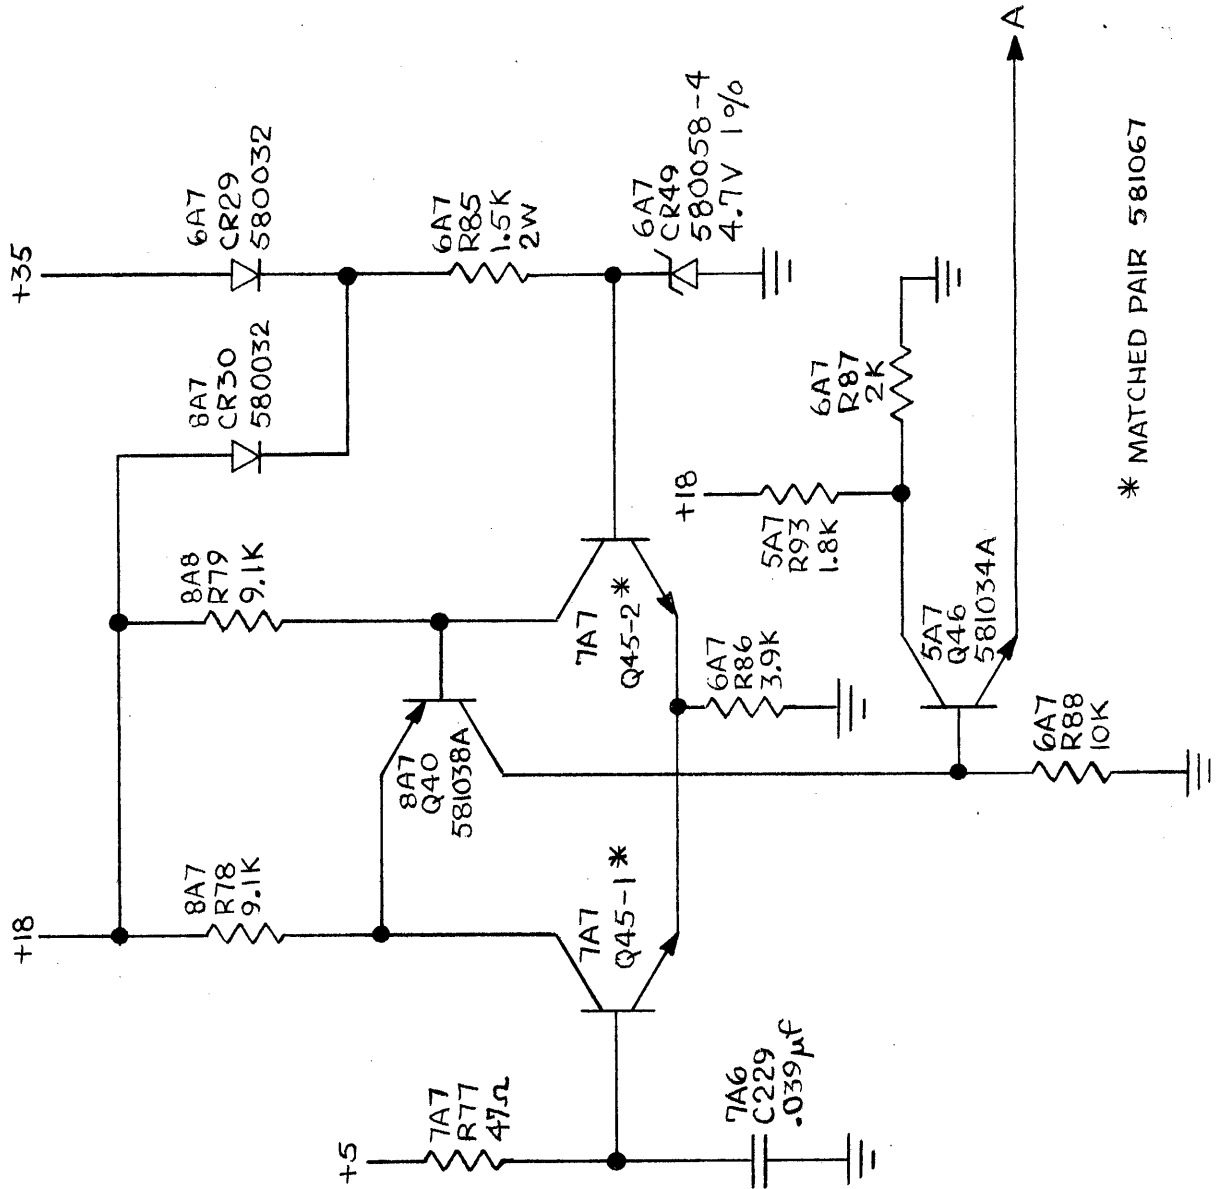 +35
6A7
CR29
580032
8A7
CR30
580032
6A7
R85
1.5K
2W
6A7
CR49
580058-4
4.7V 1%
8A8
R79
9.1K
+18
8A7
R78
9.1K
8A7
Q40
581038A
7A7
Q45-2*
7A7
Q45-1*
6A7
R86
3.9K
+5
7A7
R77
47Ω
7A6
C229
.039µf
+18
5A7
R93
1.8K
6A7
R87
2K
5A7
Q46
581034A
6A7
R88
10K
A
* MATCHED PAIR 581067